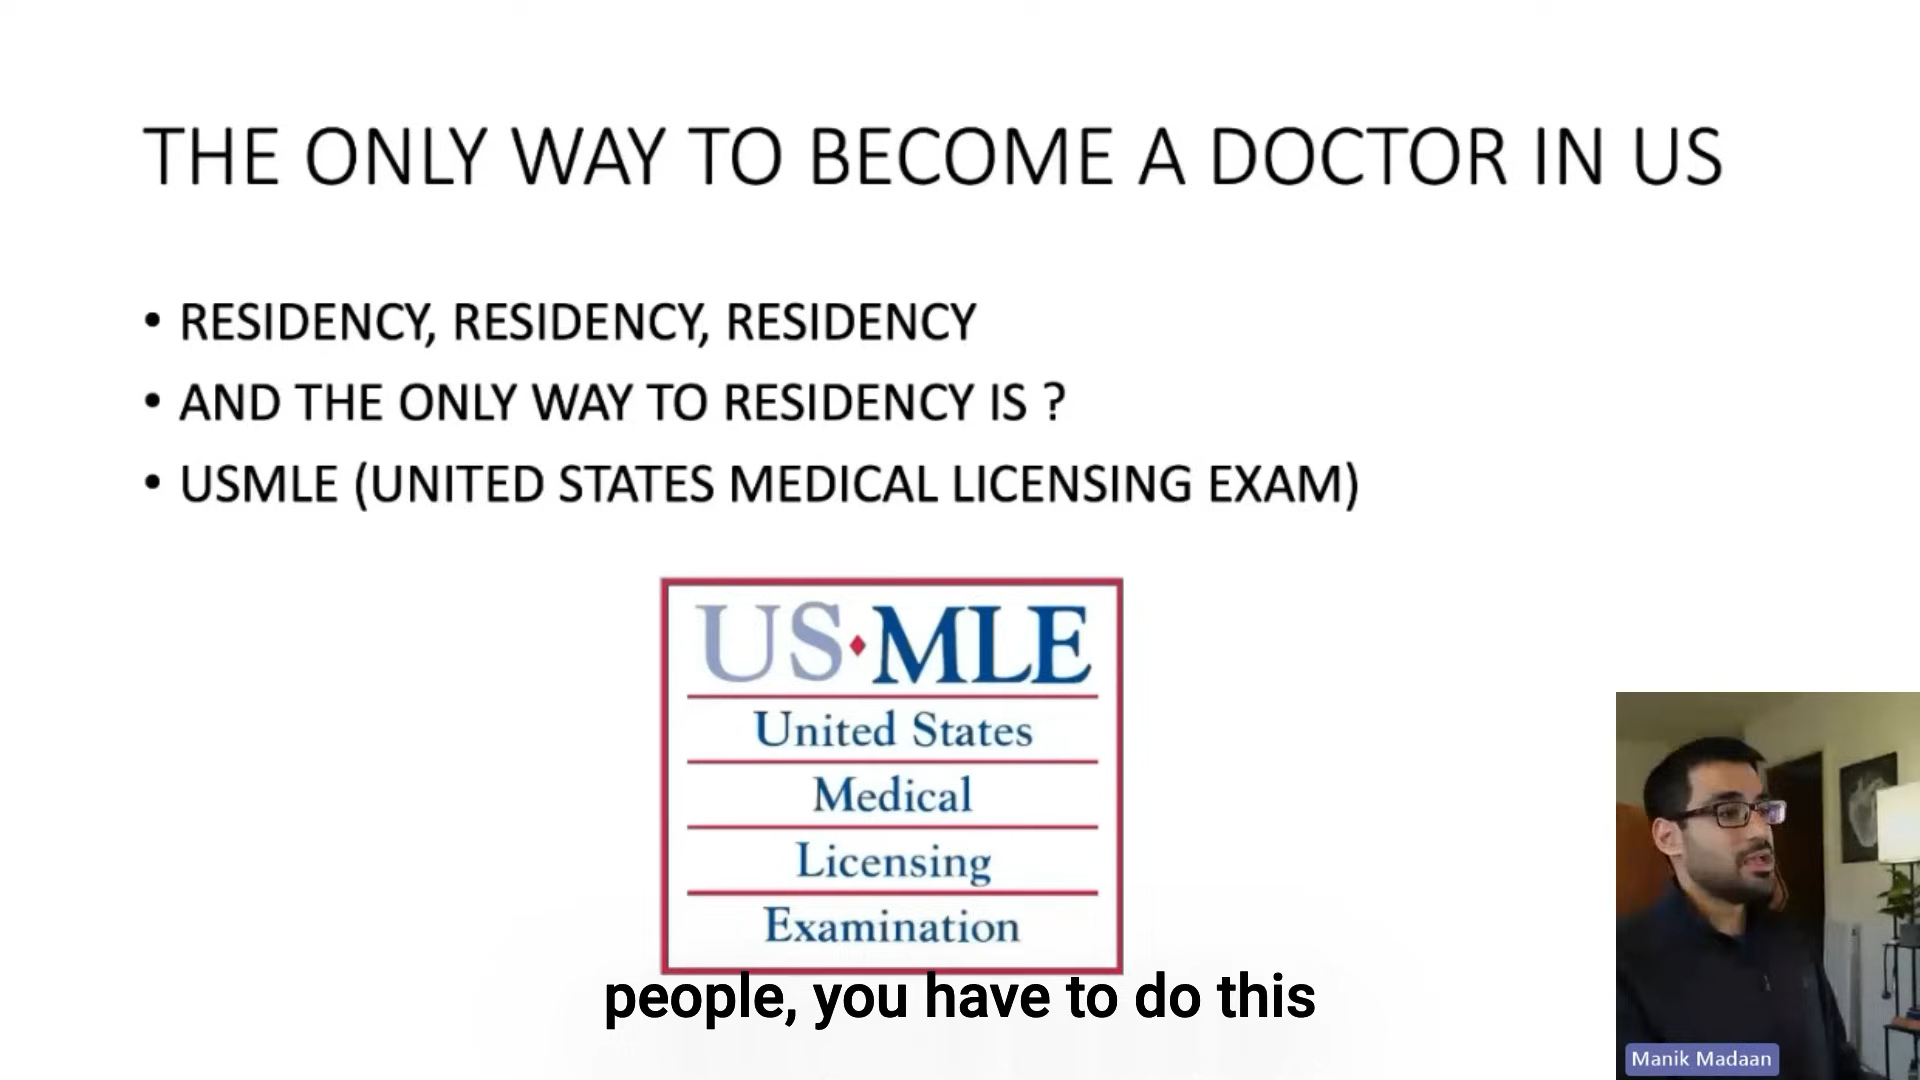 THE ONLY WAY TO BECOME A DOCTOR IN US
• RESIDENCY, RESIDENCY, RESIDENCY
• AND THE ONLY WAY TO RESIDENCY IS ?
• USMLE (UNITED STATES MEDICAL LICENSING EXAM)
US♦MLE
United States
Medical
Licensing
Examination
people, you have to do this
Manik Madaan